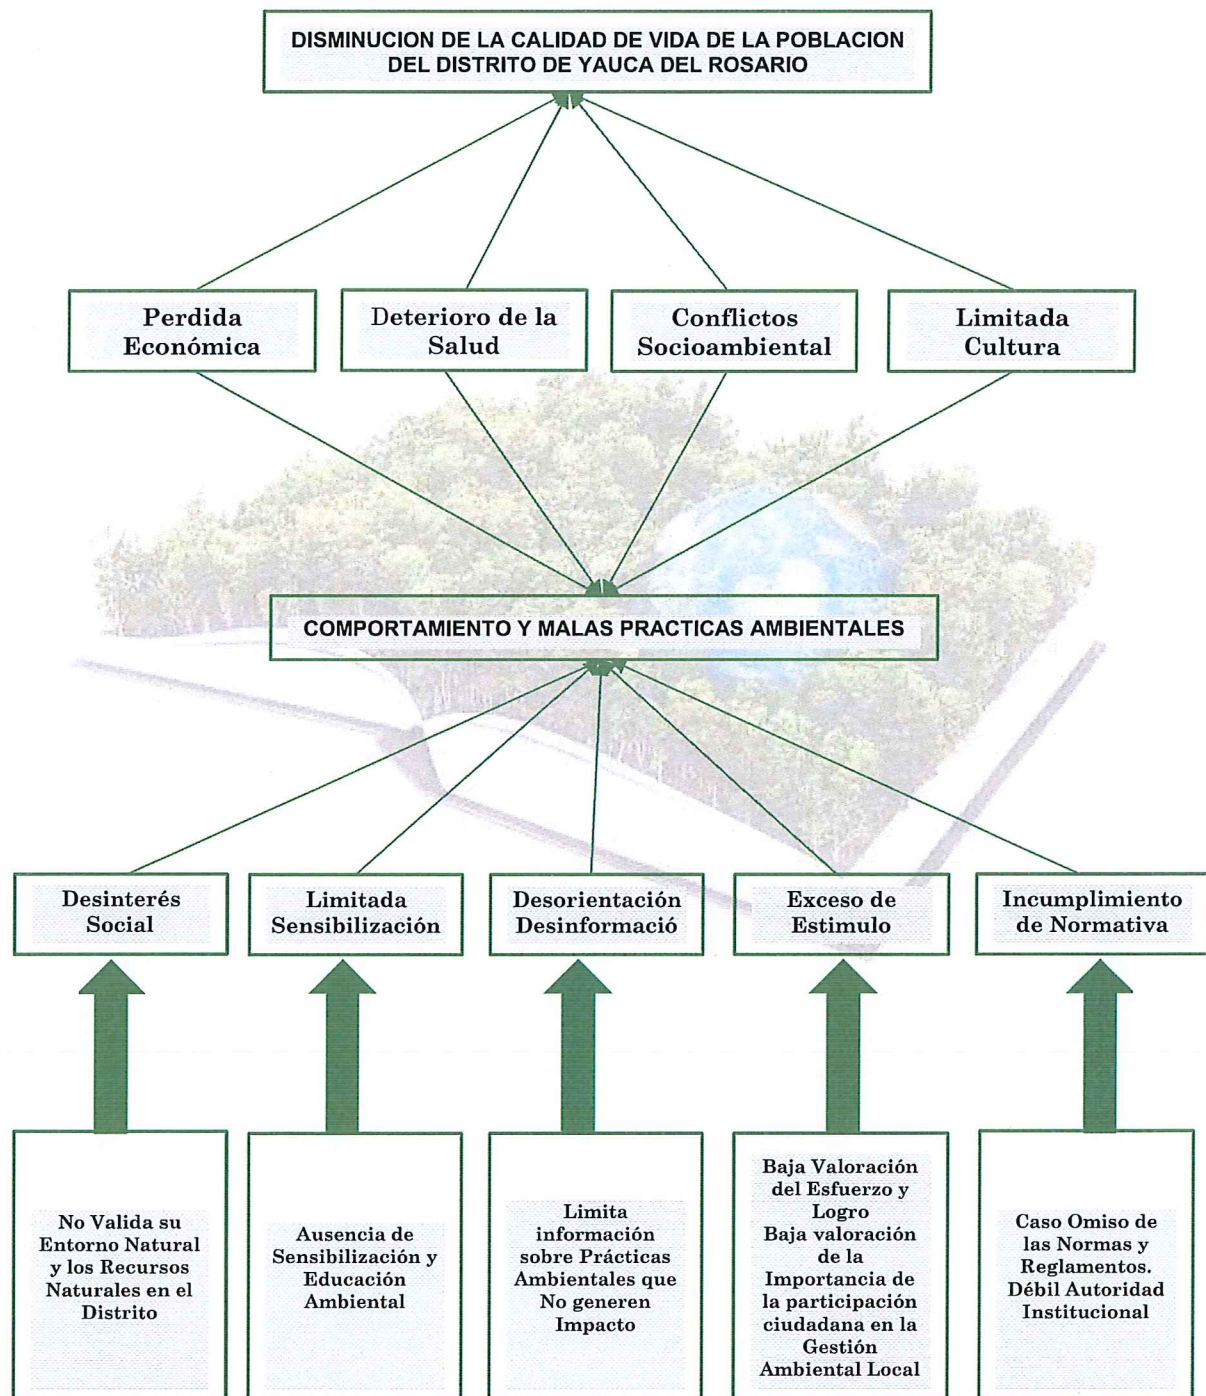 DISMINUCION DE LA CALIDAD DE VIDA DE LA POBLACION
DEL DISTRITO DE YAUCA DEL ROSARIO
Perdida
Económica
Deterioro de la
Salud
Conflictos
Socioambiental
Limitada
Cultura
COMPORTAMIENTO Y MALAS PRACTICAS AMBIENTALES
Desinterés
Social
Limitada
Sensibilización
Desorientación
Desinformació
Exceso de
Estimulo
Incumplimiento
de Normativa
No Valida su
Entorno Natural
y los Recursos
Naturales en el
Distrito
Ausencia de
Sensibilización y
Educación
Ambiental
Limita
información
sobre Prácticas
Ambientales que
No generen
Impacto
Baja Valoración
del Esfuerzo y
Logro
Baja valoración
de la
Importancia de
la participación
ciudadana en la
Gestión
Ambiental Local
Caso Omiso de
las Normas y
Reglamentos.
Débil Autoridad
Institucional